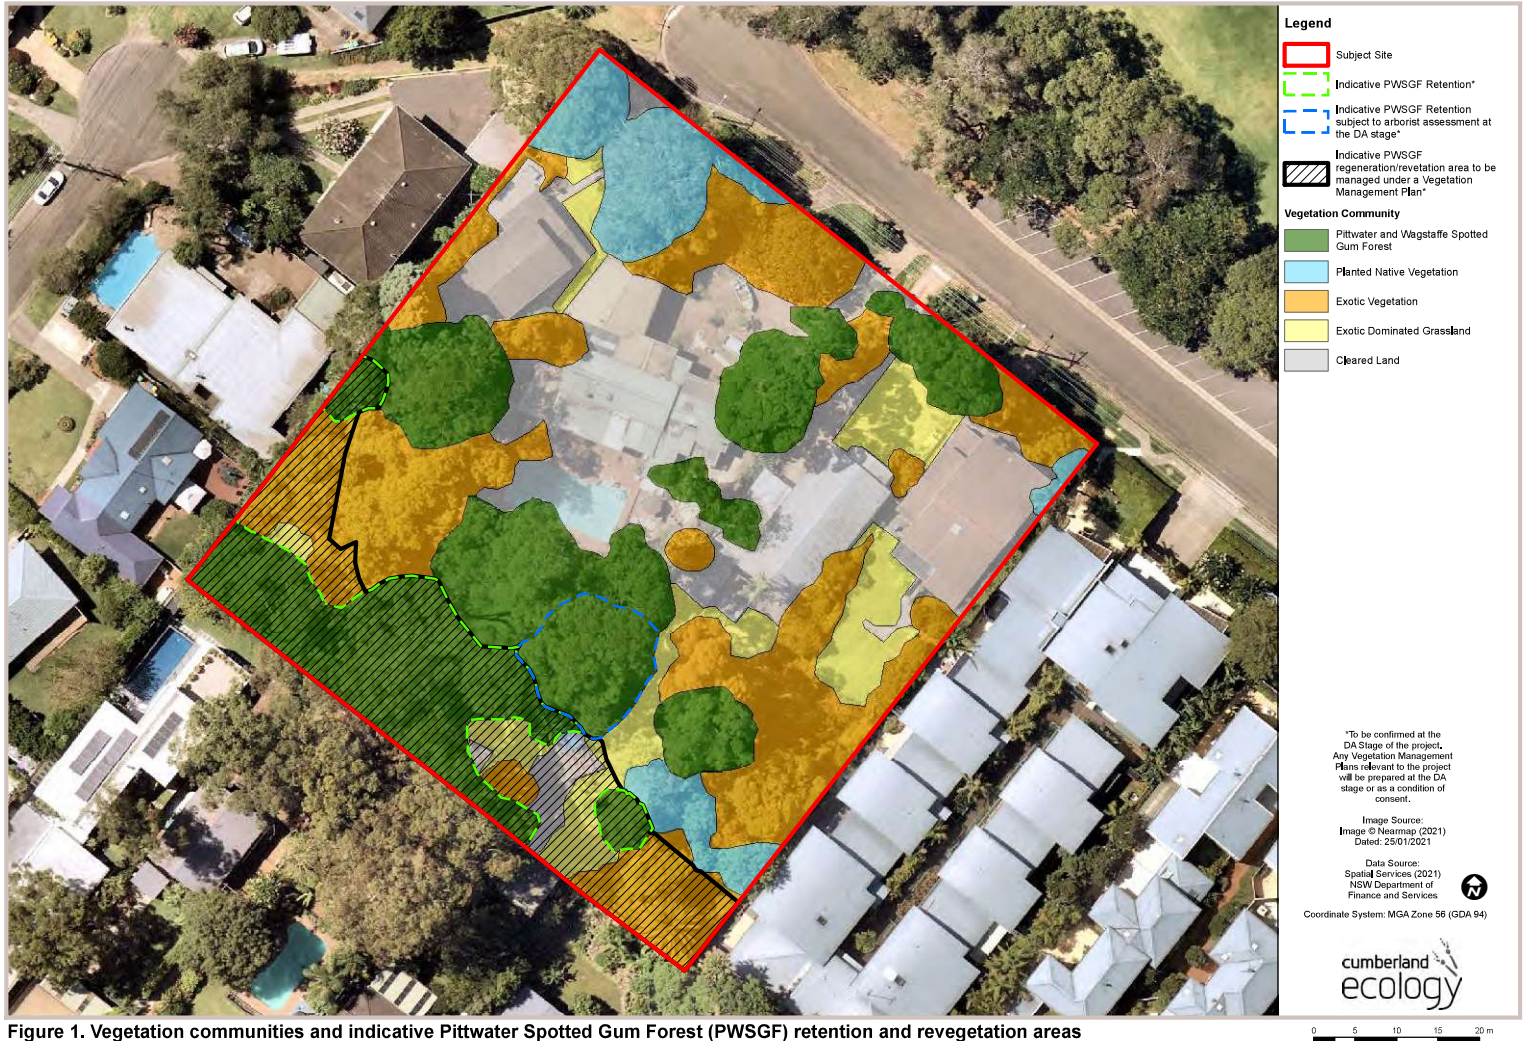 Legend
Subject Site
Indicative PWSGF Retention*
Indicative PWSGF Retention
subject to arborist assessment at
the DA stage*
Indicative PWSGF
regeneration/revetation area to be
managed under a Vegetation
Management Plan*
Vegetation Community
Pittwater and Wagstaffe Spotted
Gum Forest
Planted Native Vegetation
Exotic Vegetation
Exotic Dominated Grassland
Cleared Land
*To be confirmed at the
DA Stage of the project.
Any Vegetation Management
Plans relevant to the project
will be prepared at the DA
stage or as a condition of
consent.
Image Source:
Image © Nearmap (2021)
Dated: 25/01/2021
Data Source:
Spatial Services (2021)
NSW Department of
Finance and Services
N
Coordinate System: MGA Zone 56 (GDA 94)
cumberland
ecology
Figure 1. Vegetation communities and indicative Pittwater Spotted Gum Forest (PWSGF) retention and revegetation areas
0 5 10 15 20 m